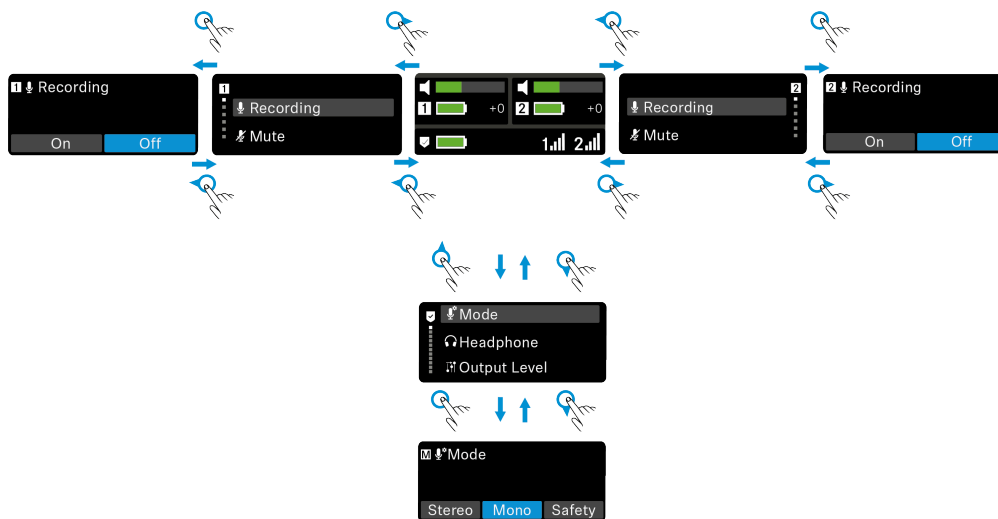 1 Recording
On Off
1
Recording
Mute
1 +0
2 +0
1 2
2
Recording
Mute
2 Recording
On Off
Mode
Headphone
Output Level
M Mode
Stereo Mono Safety